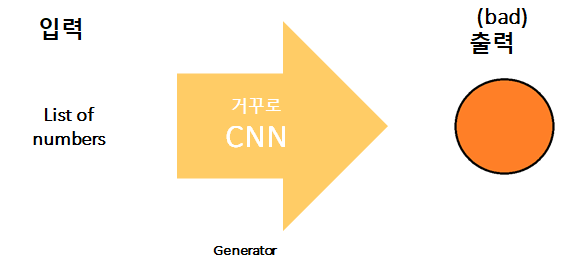 입력
(bad)
출력
List of
numbers
거꾸로
CNN
Generator